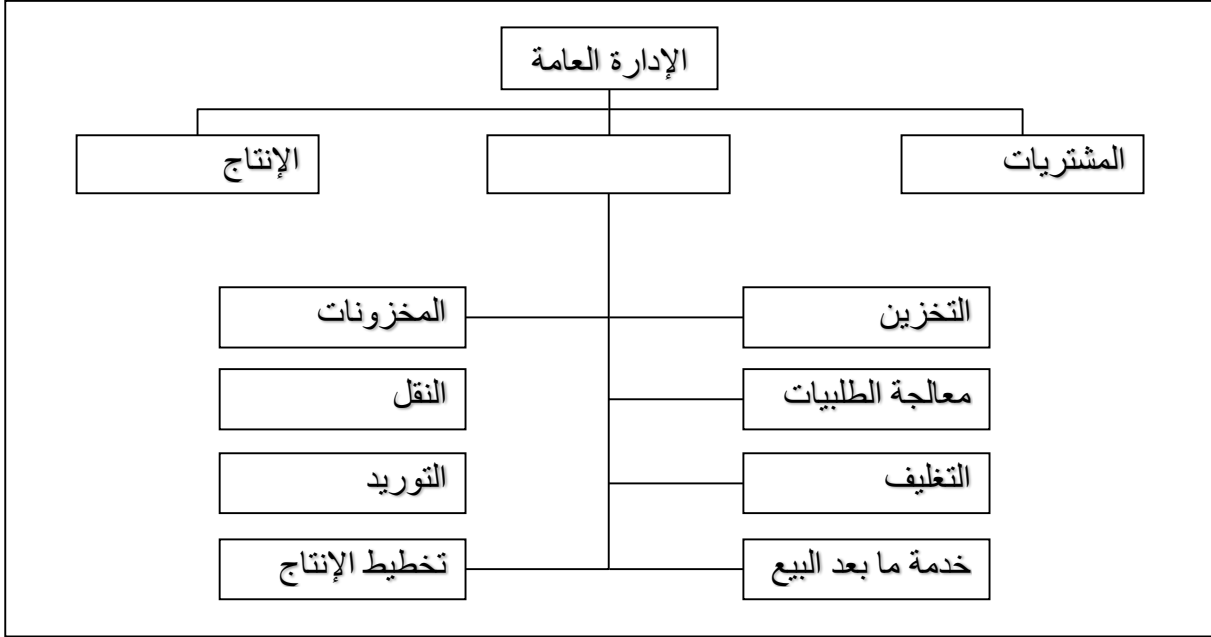 الإدارة العامة
المشتريات
الإنتاج
التخزين
المخزونات
معالجة الطلبيات
النقل
التغليف
التوريد
خدمة ما بعد البيع
تخطيط الإنتاج